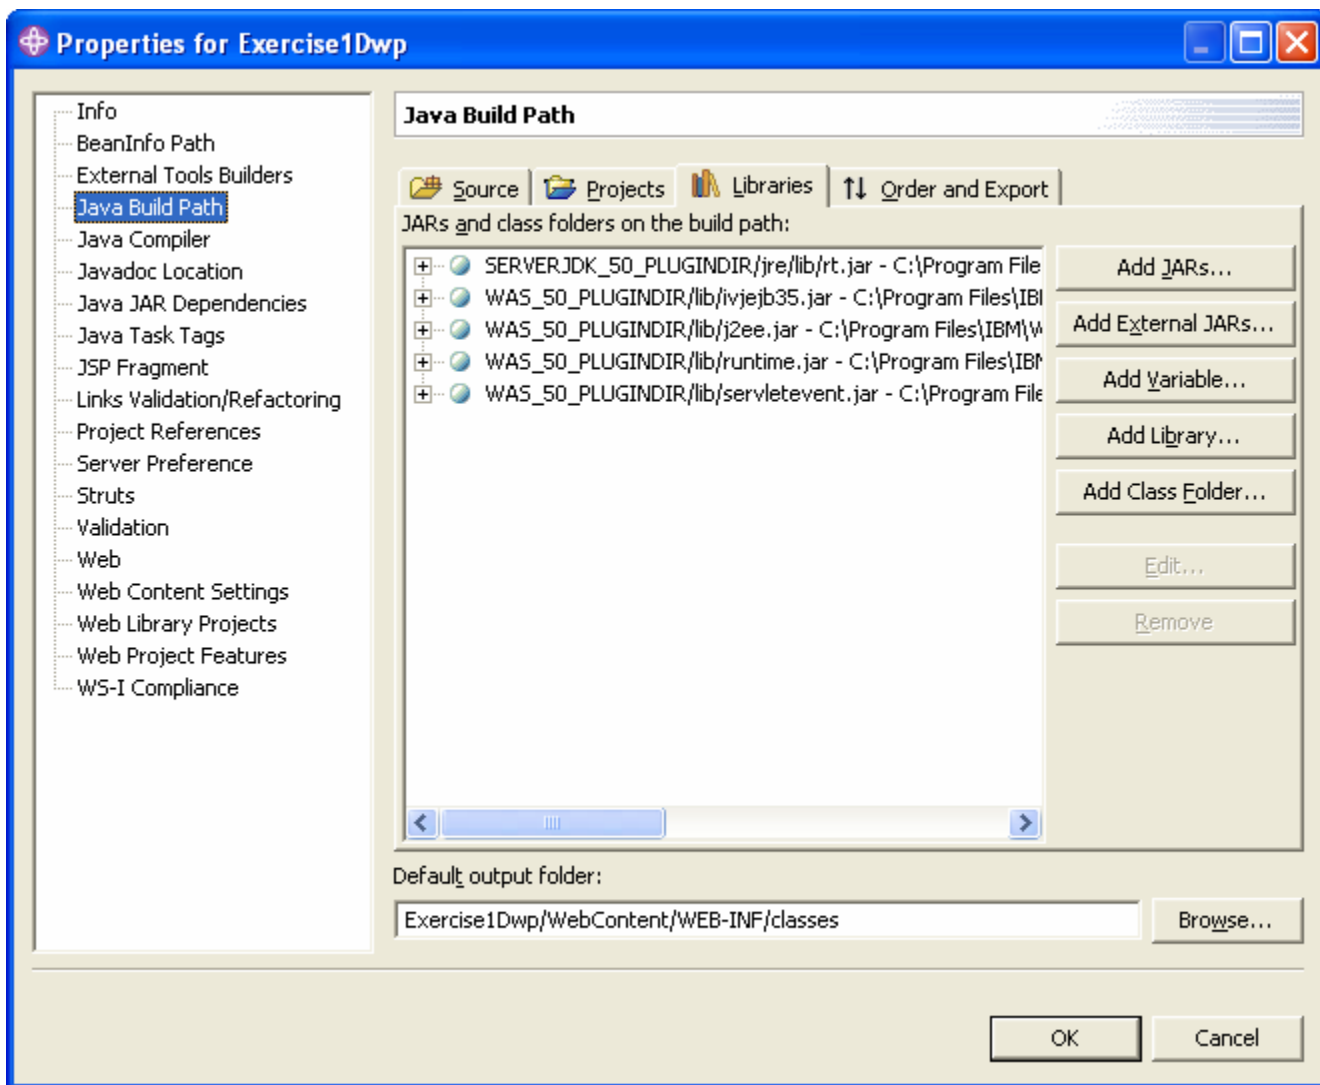 Properties for Exercise1Dwp
Info
BeanInfo Path
External Tools Builders
Java Build Path
Java Compiler
Javadoc Location
Java JAR Dependencies
Java Task Tags
JSP Fragment
Links Validation/Refactoring
Project References
Server Preference
Struts
Validation
Web
Web Content Settings
Web Library Projects
Web Project Features
WS-I Compliance
Java Build Path
Source Projects Libraries Order and Export
JARs and class folders on the build path:
SERVERJDK_50_PLUGINDIR/jre/lib/rt.jar - C:\Program File
WAS_50_PLUGINDIR/lib/ivjejb35.jar - C:\Program Files\IBI
WAS_50_PLUGINDIR/lib/j2ee.jar - C:\Program Files\IBM\W
WAS_50_PLUGINDIR/lib/runtime.jar - C:\Program Files\IBM
WAS_50_PLUGINDIR/lib/servletevent.jar - C:\Program File
Add JARs...
Add External JARs...
Add Variable...
Add Library...
Add Class Folder...
Edit...
Remove
Default output folder:
Exercise1Dwp/WebContent/WEB-INF/classes
Browse...
OK
Cancel